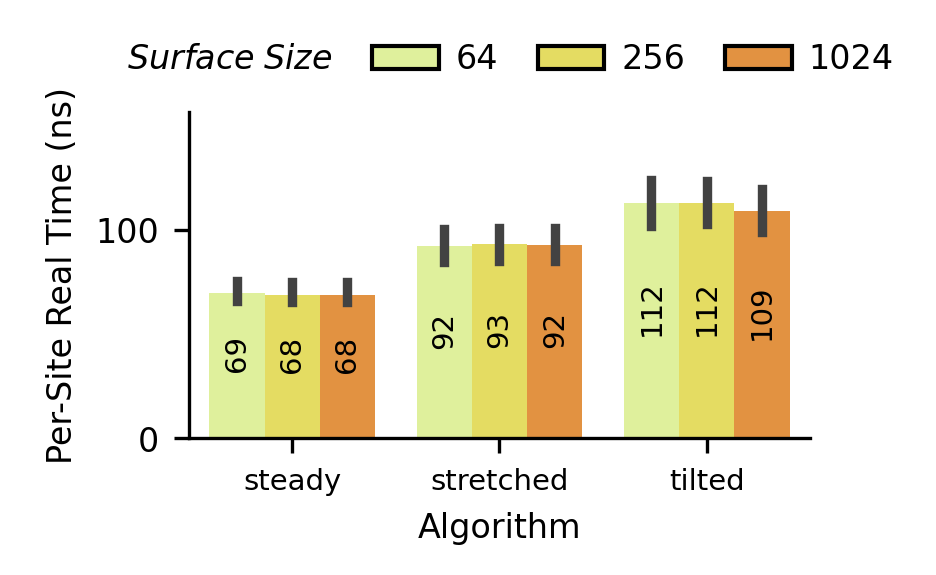 Surface Size 64 256 1024
Per-Site Real Time (ns)
100
0
69 68 68 92 93 92 112 112 109
steady stretched tilted
Algorithm